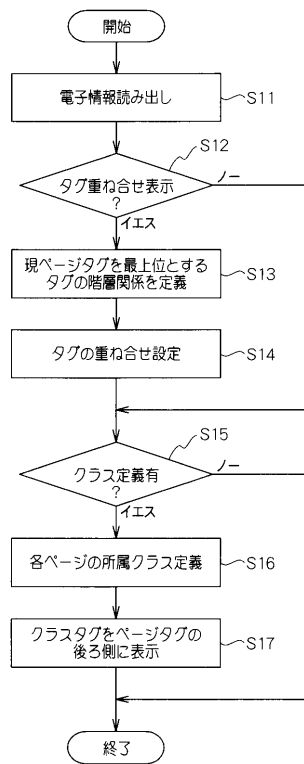 開始
電子情報読み出し
S11
S12
タグ重ね合せ表示
?
ノー
イエス
現ページタグを最上位とする
タグの階層関係を定義
S13
タグの重ね合せ設定
S14
S15
クラス定義有
?
ノー
イエス
各ページの所属クラス定義
S16
クラスタグをページタグの
後ろ側に表示
S17
終了